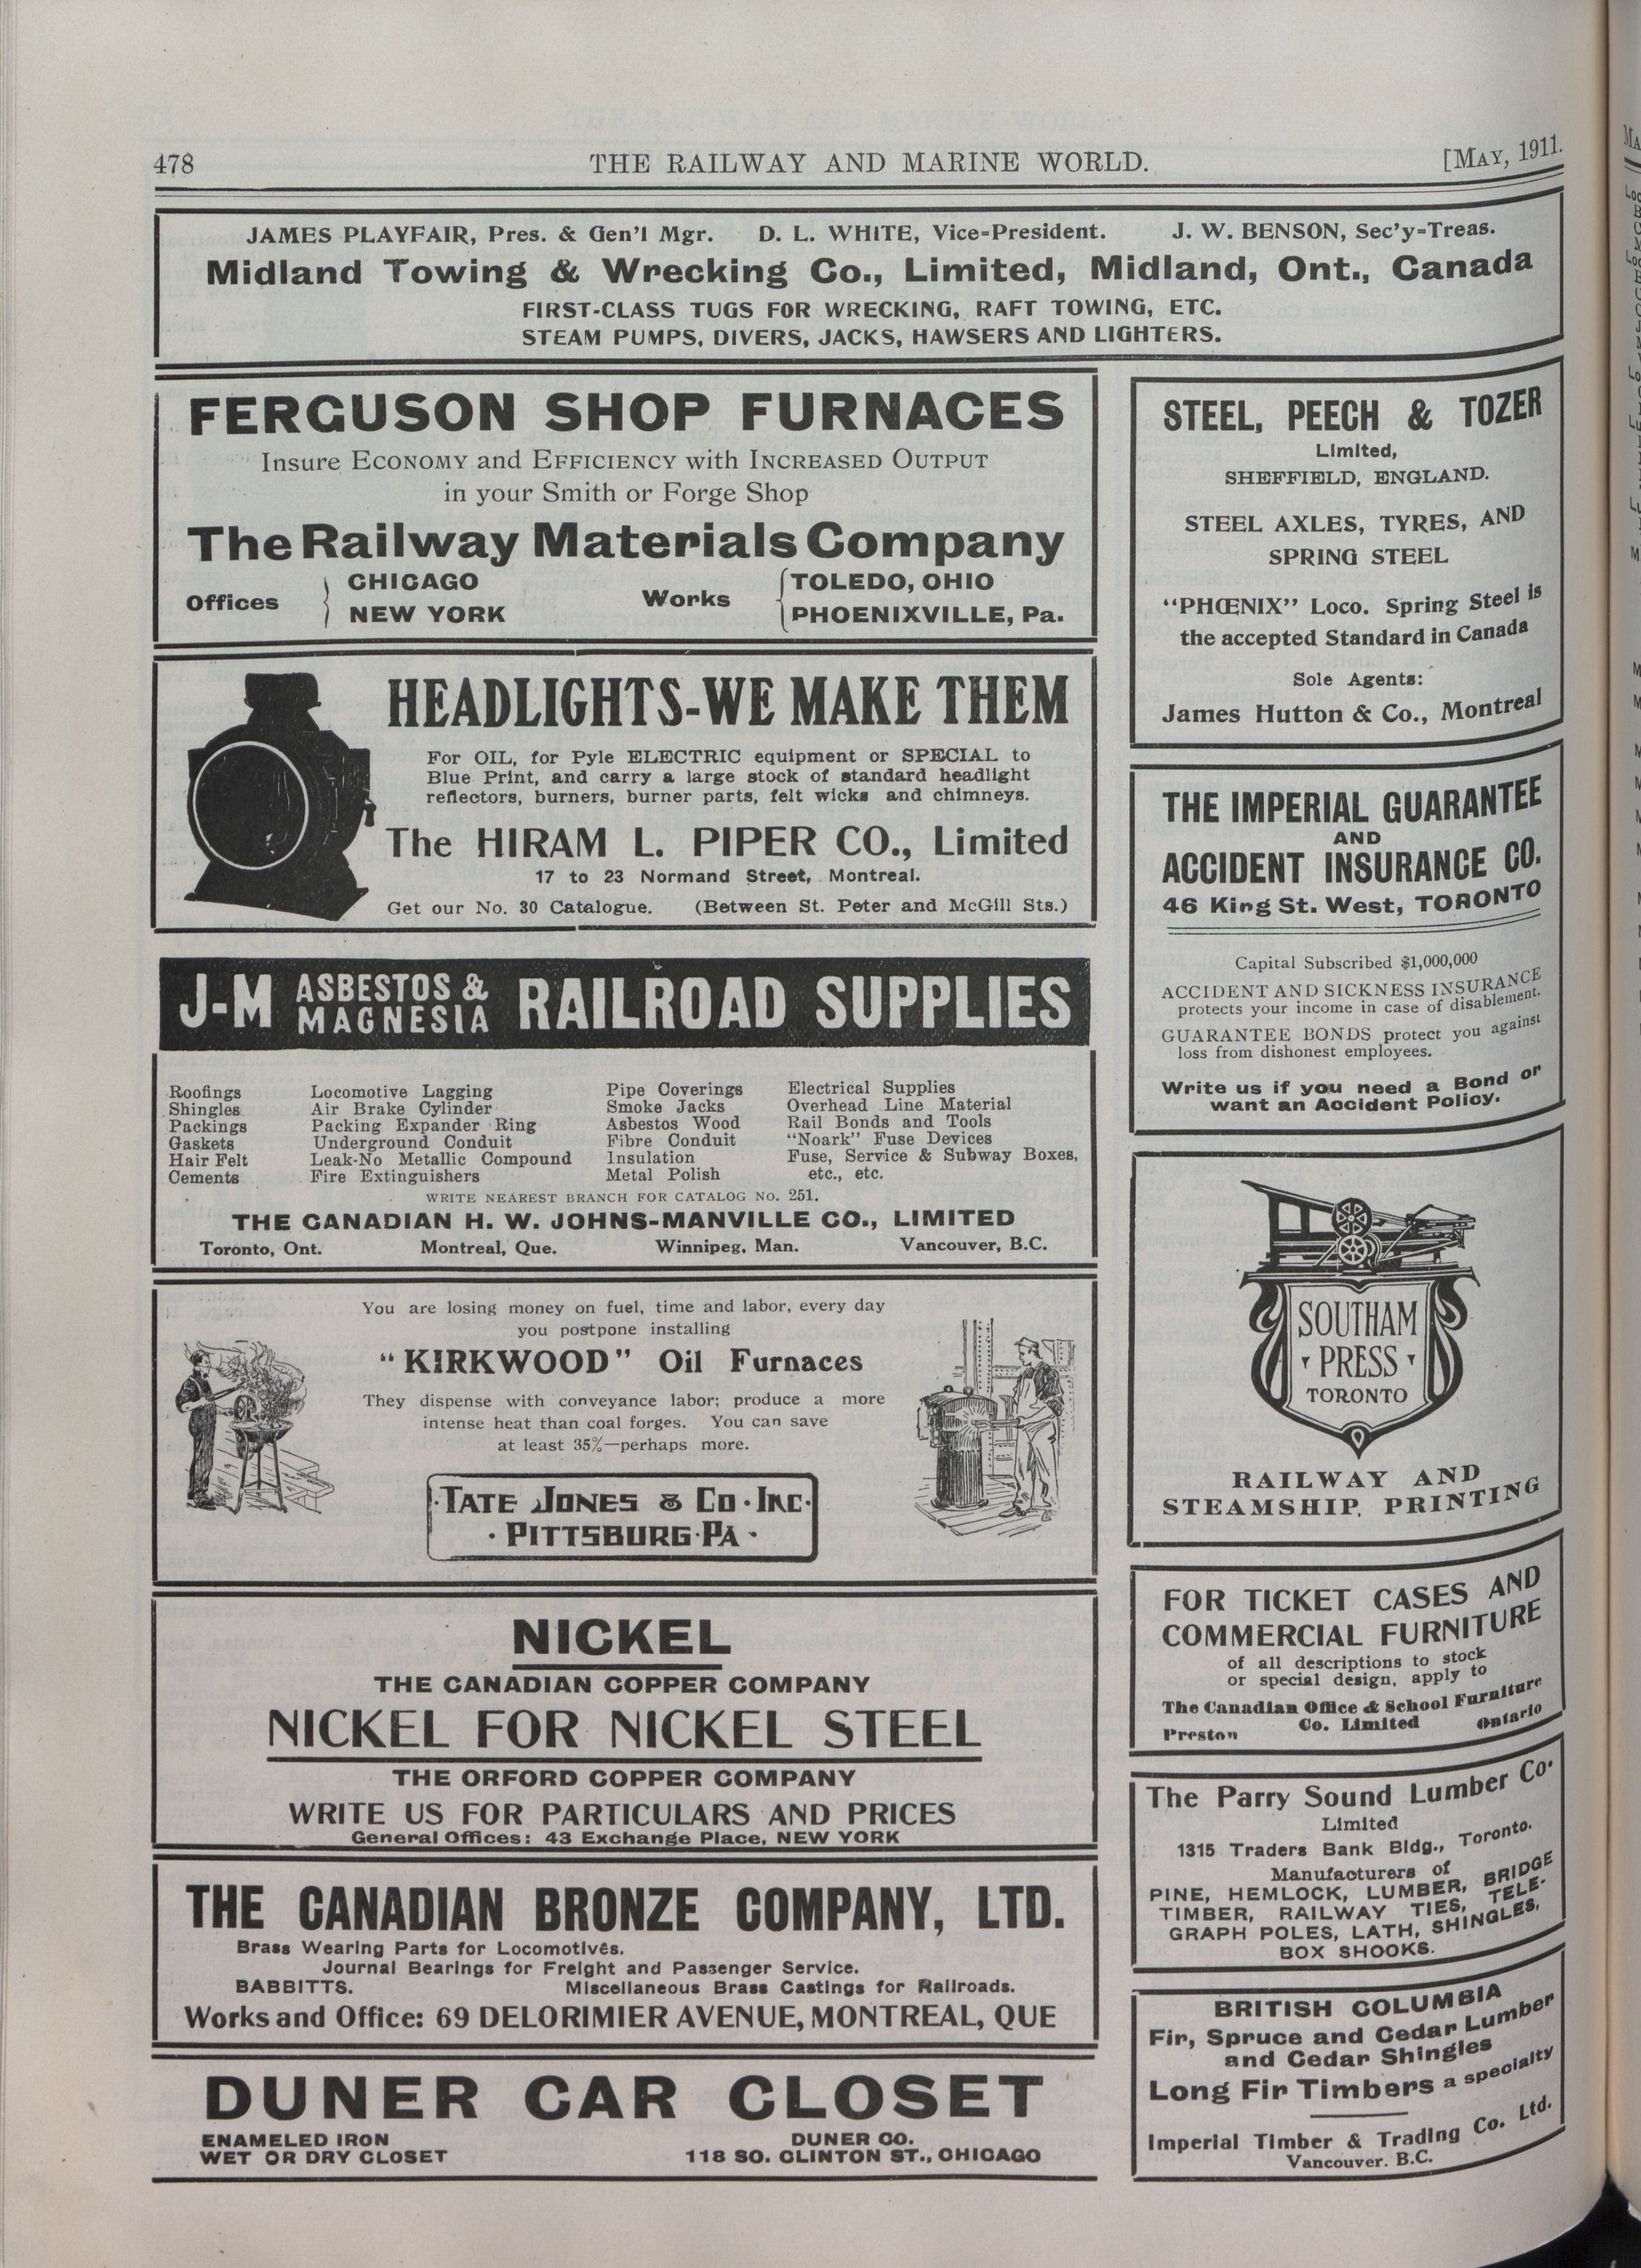 478
THE RAILWAY AND MARINE WORLD.
[MAY, 1911.
JAMES PLAYFAIR, Pres. & Gen'l Mgr. D. L. WHITE, Vice-President. J. W. BENSON, Sec'y-Treas.
Midland Towing & Wrecking Co., Limited, Midland, Ont., Canada
FIRST-CLASS TUGS FOR WRECKING, RAFT TOWING, ETC.
STEAM PUMPS, DIVERS, JACKS, HAWSERS AND LIGHTERS.
FERGUSON SHOP FURNACES
Insure ECONOMY and EFFICIENCY with INCREASED OUTPUT
in your Smith or Forge Shop
The Railway Materials Company
Offices { CHICAGO
NEW YORK
Works { TOLEDO, OHIO
PHOENIXVILLE, Pa.
HEADLIGHTS-WE MAKE THEM
For OIL, for Pyle ELECTRIC equipment or SPECIAL to
Blue Print, and carry a large stock of standard headlight
reflectors, burners, burner parts, felt wicks and chimneys.
The HIRAM L. PIPER CO., Limited
17 to 23 Normand Street, Montreal.
Get our No. 30 Catalogue. (Between St. Peter and McGill Sts.)
J-M ASBESTOS & MAGNESIA RAILROAD SUPPLIES
Roofings Locomotive Lagging Pipe Coverings Electrical Supplies
Shingles Air Brake Cylinder Smoke Jacks Overhead Line Material
Packings Packing Expander Ring Asbestos Wood Rail Bonds and Tools
Gaskets Underground Conduit Fibre Conduit "Noark" Fuse Devices
Hair Felt Leak-No Metallic Compound Insulation Fuse, Service & Subway Boxes,
Cements Fire Extinguishers Metal Polish etc., etc.
WRITE NEAREST BRANCH FOR CATALOG NO. 251.
THE CANADIAN H. W. JOHNS-MANVILLE CO., LIMITED
Toronto, Ont. Montreal, Que. Winnipeg, Man. Vancouver, B.C.
You are losing money on fuel, time and labor, every day
you postpone installing
"KIRKWOOD" Oil Furnaces
They dispense with conveyance labor; produce a more
intense heat than coal forges. You can save
at least 35%—perhaps more.
·TATE JONES & CO·INC·
·PITTSBURG·PA·
NICKEL
THE CANADIAN COPPER COMPANY
NICKEL FOR NICKEL STEEL
THE ORFORD COPPER COMPANY
WRITE US FOR PARTICULARS AND PRICES
General Offices: 43 Exchange Place, NEW YORK
THE CANADIAN BRONZE COMPANY, LTD.
Brass Wearing Parts for Locomotives.
Journal Bearings for Freight and Passenger Service.
BABBITTS. Miscellaneous Brass Castings for Railroads.
Works and Office: 69 DELORIMIER AVENUE, MONTREAL, QUE
DUNER CAR CLOSET
ENAMELED IRON DUNER CO.
WET OR DRY CLOSET 118 SO. CLINTON ST., CHICAGO
STEEL, PEECH & TOZER
Limited,
SHEFFIELD, ENGLAND.
STEEL AXLES, TYRES, AND
SPRING STEEL
"PHŒNIX" Loco. Spring Steel is
the accepted Standard in Canada
Sole Agents:
James Hutton & Co., Montreal
THE IMPERIAL GUARANTEE
AND
ACCIDENT INSURANCE CO.
46 King St. West, TORONTO
Capital Subscribed $1,000,000
ACCIDENT AND SICKNESS INSURANCE
protects your income in case of disablement.
GUARANTEE BONDS protect you against
loss from dishonest employees.
Write us if you need a Bond or
want an Accident Policy.
SOUTHAM
PRESS
TORONTO
RAILWAY AND
STEAMSHIP PRINTING
FOR TICKET CASES AND
COMMERCIAL FURNITURE
of all descriptions to stock
or special design, apply to
The Canadian Office & School Furniture
Co. Limited
Preston Ontario
The Parry Sound Lumber Co.
Limited
1315 Traders Bank Bldg., Toronto.
Manufacturers of
PINE, HEMLOCK, LUMBER, BRIDGE
TIMBER, RAILWAY TIES, TELE-
GRAPH POLES, LATH, SHINGLES,
BOX SHOOKS.
BRITISH COLUMBIA
Fir, Spruce and Cedar Lumber
and Cedar Shingles
Long Fir Timbers a specialty
Imperial Timber & Trading Co. Ltd.
Vancouver. B.C.